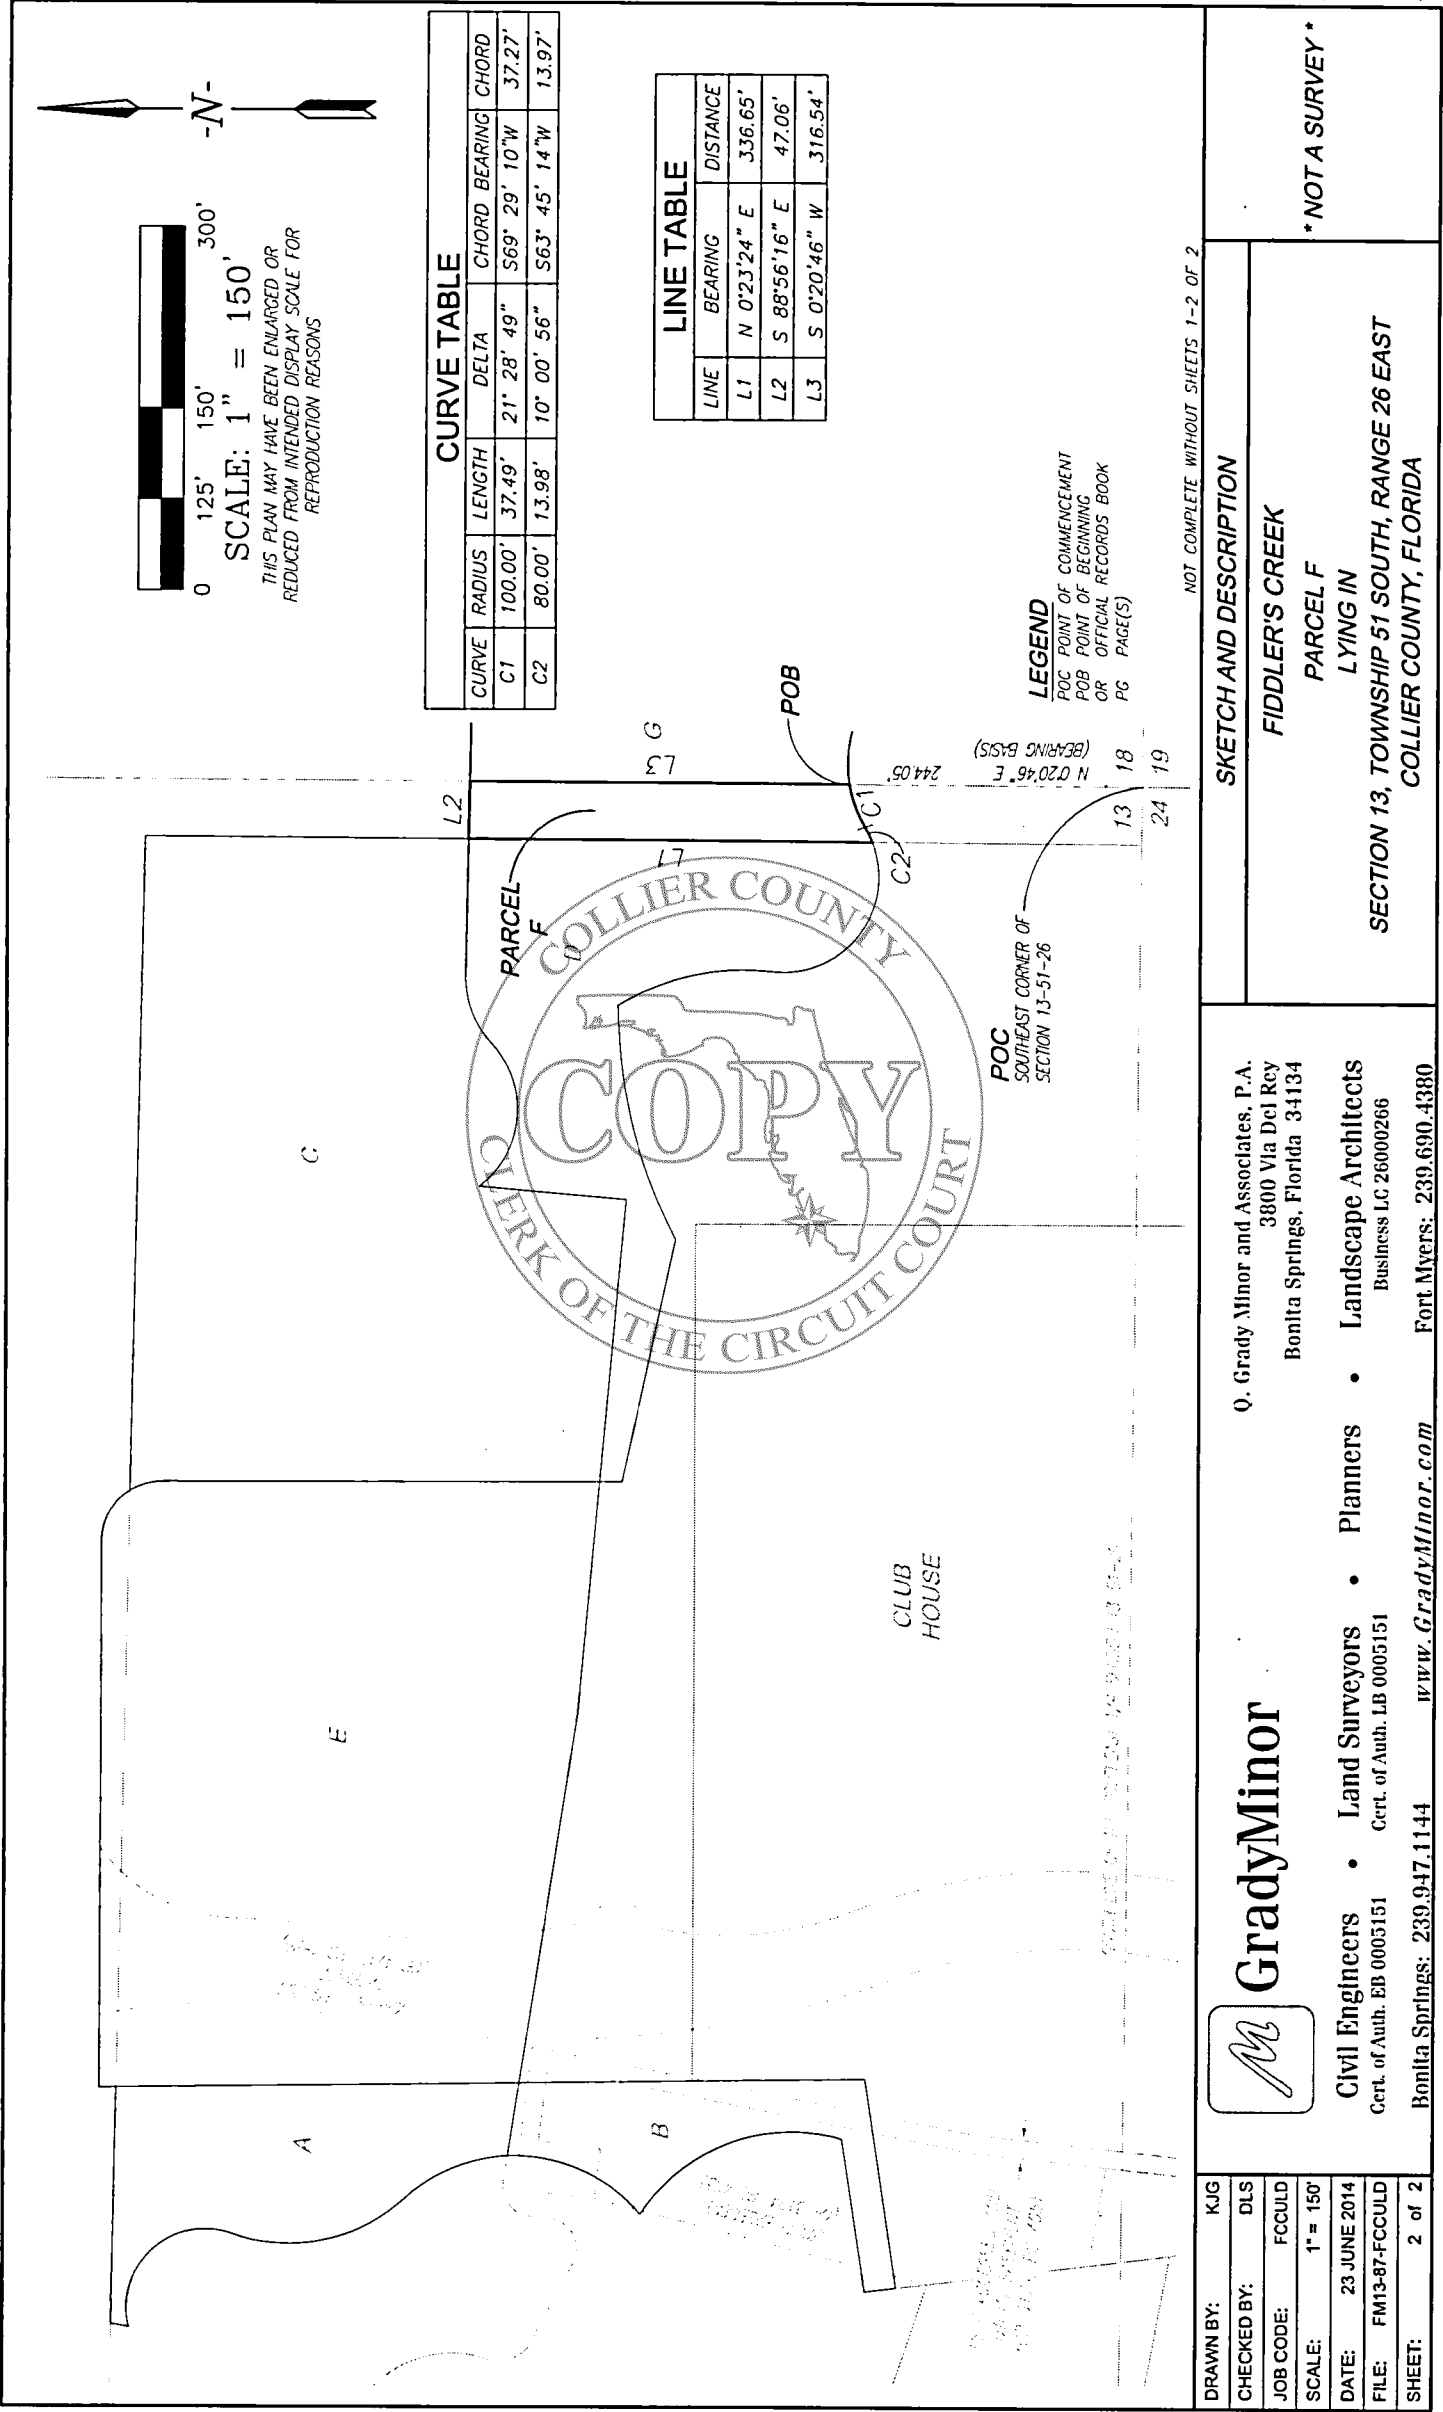 -N-
0 125' 150' 300'
SCALE: 1" = 150'
THIS PLAN MAY HAVE BEEN ENLARGED OR
REDUCED FROM INTENDED DISPLAY SCALE FOR
REPRODUCTION REASONS
CURVE TABLE
CURVE RADIUS LENGTH DELTA CHORD BEARING CHORD
C1 100.00' 37.49' 21° 28' 49" S69° 29' 10"W 37.27'
C2 80.00' 13.98' 10° 00' 56" S63° 45' 14"W 13.97'
LINE TABLE
LINE BEARING DISTANCE
L1 N 0°23'24" E 336.65'
L2 S 88°56'16" E 47.06'
L3 S 0°20'46" W 316.54'
A
E
C
L2
PARCEL
F
D
G
L3
L1
B
POB
C1
C2
CLUB
HOUSE
244.05'
N 0°20'46" E
(BEARING BASIS)
POC
SOUTHEAST CORNER OF
SECTION 13-51-26
13 18
24 19
LEGEND
POC POINT OF COMMENCEMENT
POB POINT OF BEGINNING
OR OFFICIAL RECORDS BOOK
PG PAGE(S)
COLLIER COUNTY
COPY
CLERK OF THE CIRCUIT COURT
NOT COMPLETE WITHOUT SHEETS 1-2 OF 2
DRAWN BY: KJG
CHECKED BY: DLS
JOB CODE: FCCULD
SCALE: 1" = 150'
DATE: 23 JUNE 2014
FILE: FM13-87-FCCULD
SHEET: 2 of 2
GradyMinor
Q. Grady Minor and Associates, P.A.
3800 Via Del Rey
Bonita Springs, Florida 34134
Civil Engineers • Land Surveyors • Planners • Landscape Architects
Cert. of Auth. EB 0005151 Cert. of Auth. LB 0005151 Business LC 26000266
Bonita Springs: 239.947.1144 www.GradyMinor.com Fort Myers: 239.690.4380
SKETCH AND DESCRIPTION
FIDDLER'S CREEK
PARCEL F
LYING IN
SECTION 13, TOWNSHIP 51 SOUTH, RANGE 26 EAST
COLLIER COUNTY, FLORIDA
*NOT A SURVEY*